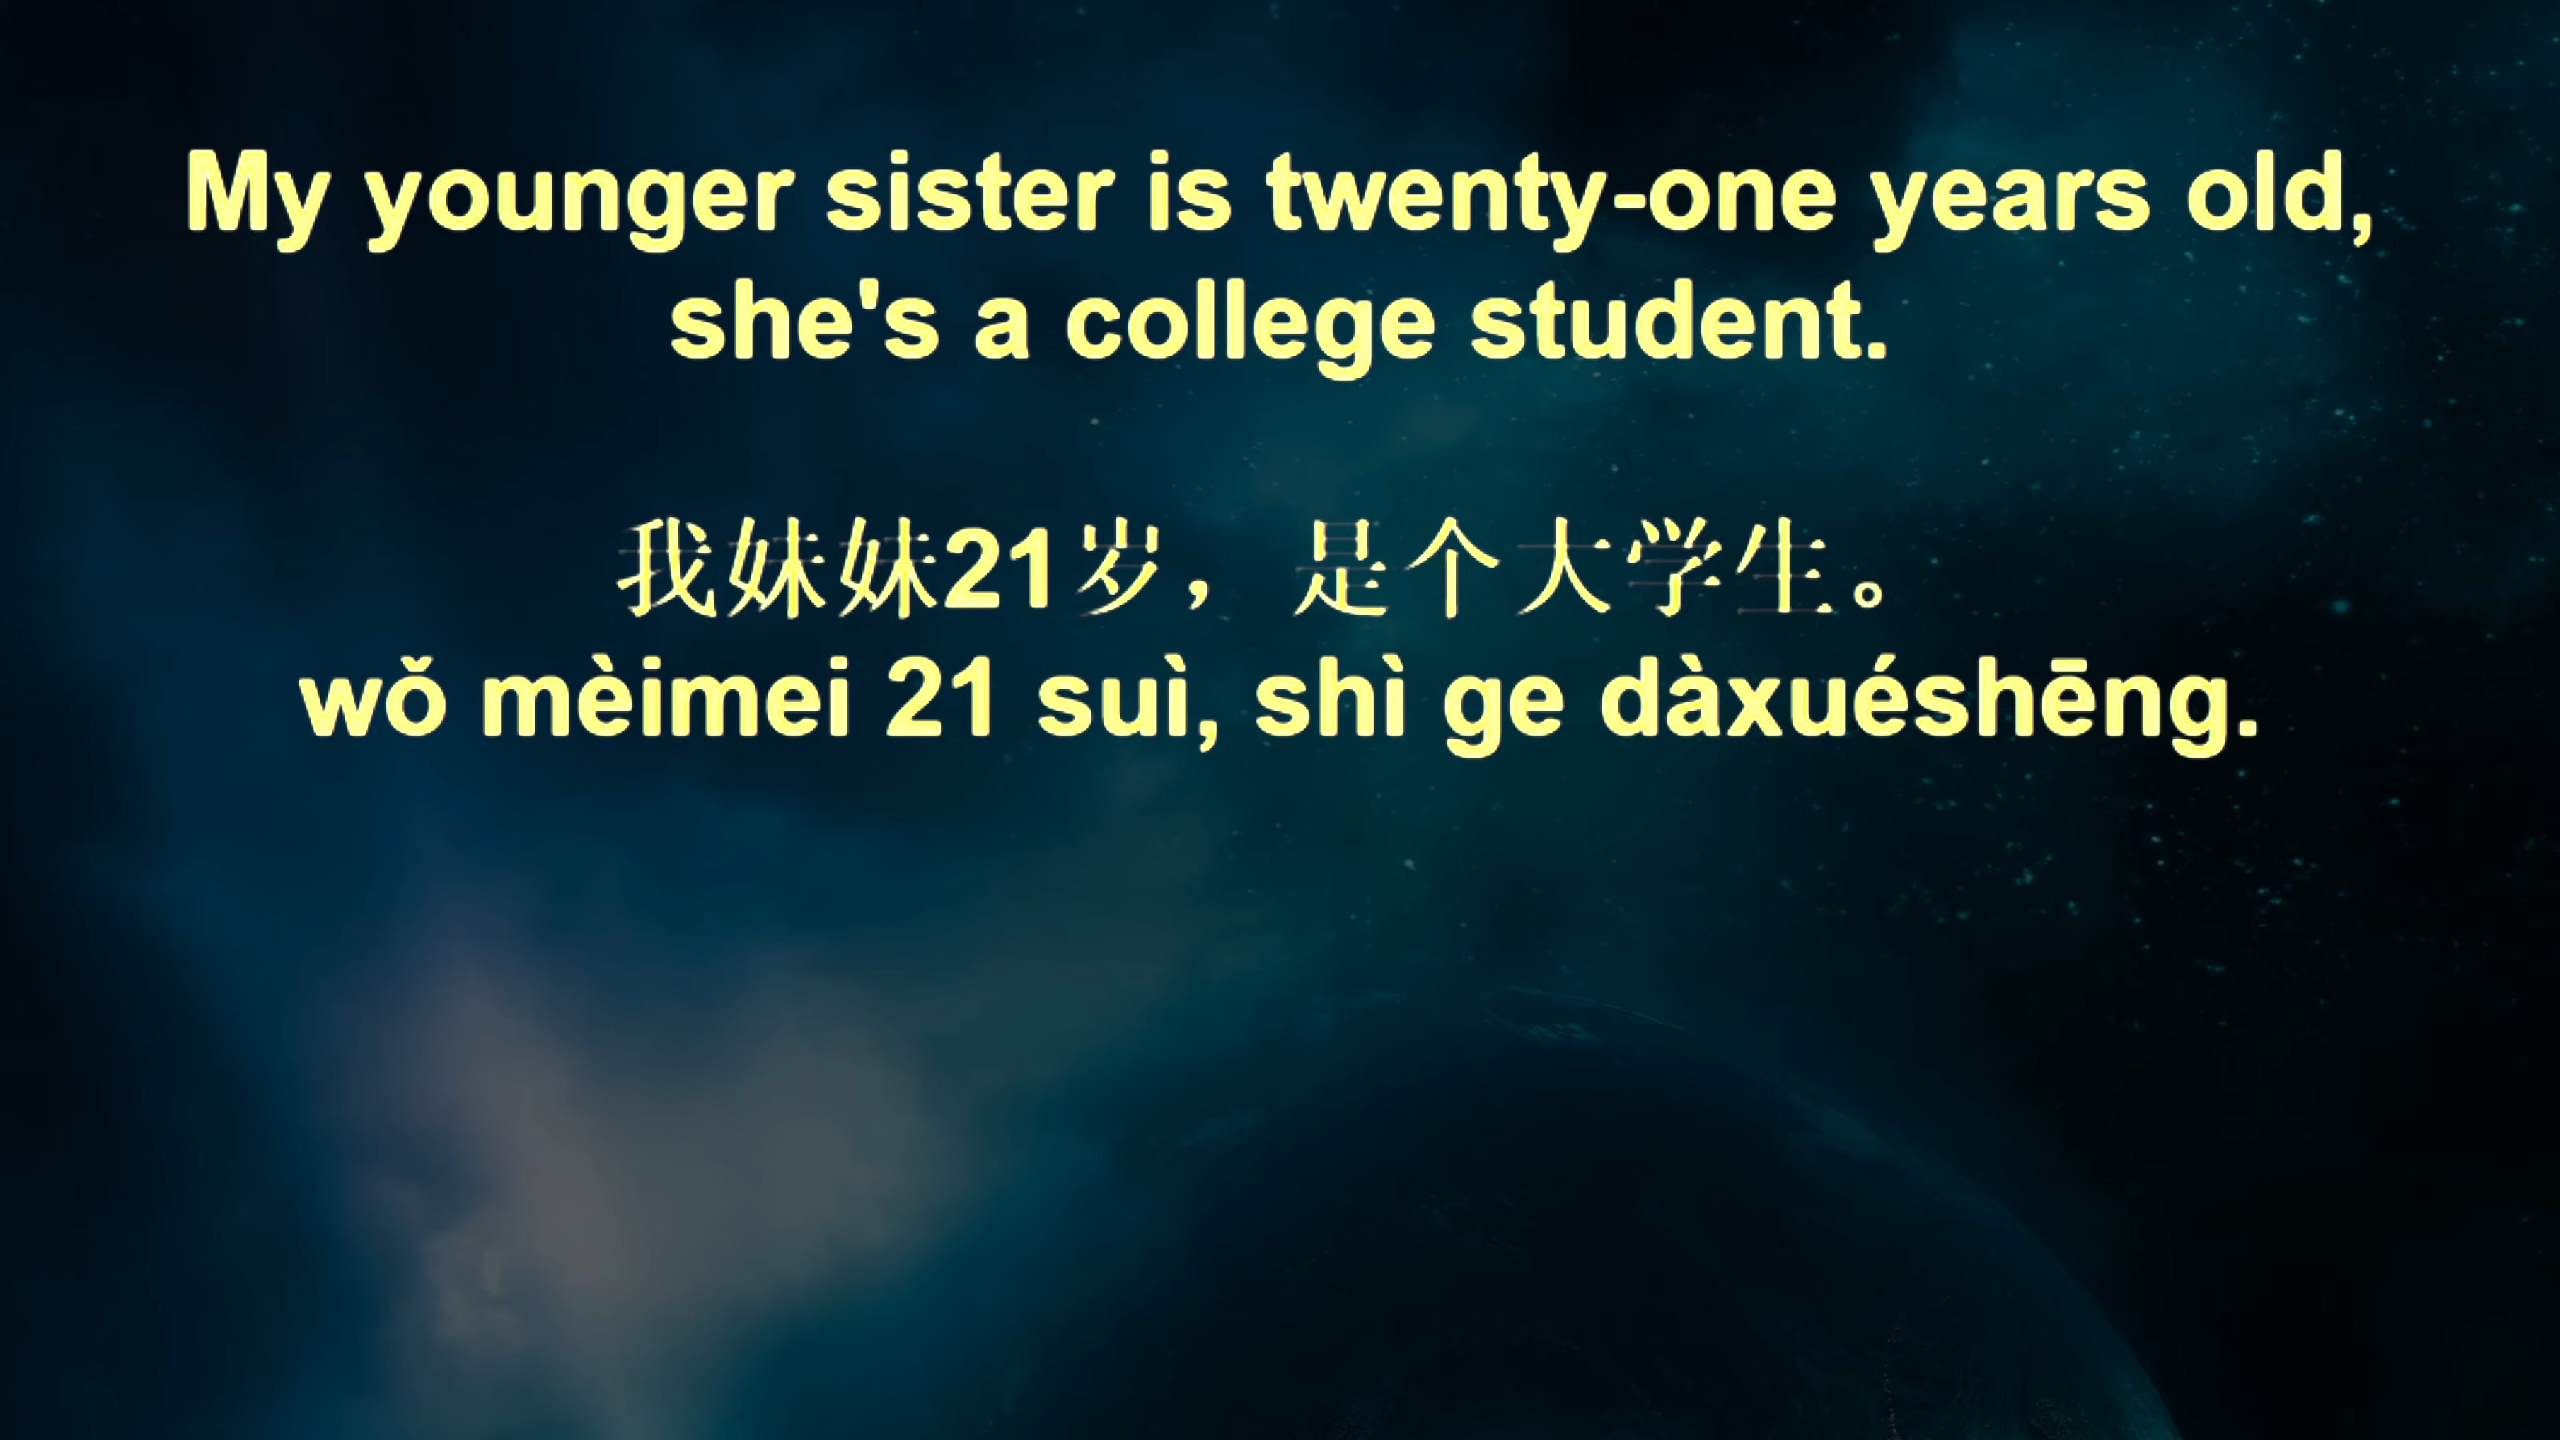 My younger sister is twenty-one years old,
she's a college student.
我妹妹21岁，是个大学生。
wǒ mèimei 21 suì, shì ge dàxuéshēng.